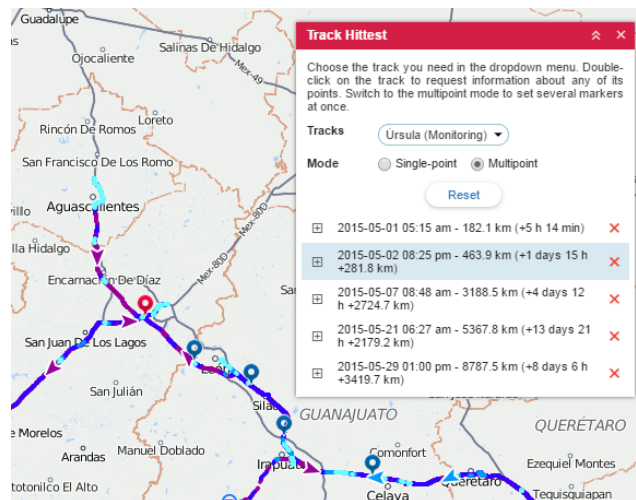 Guadalupe
Ojocaliente
Salinas De Hidalgo
Mex-49
Rincón De Romos
Loreto
San Francisco De Los Romo
Aguascalientes
villo
lla Hidalgo
Encarnación De Díaz
Mex-80D
Mex-80D
San Juan De Los Lagos
San Julián
León
Silao
GUANAJUATO
QUERÉTARO
e Morelos
Arandas
Manuel Doblado
Irapuato
Comonfort
Ezequiel Montes
totonilco El Alto
Celaya
Querétaro
Tequisquiapan
Track Hittest
Choose the track you need in the dropdown menu. Double-
click on the track to request information about any of its
points. Switch to the multipoint mode to set several markers
at once.
Tracks Úrsula (Monitoring)
Mode Single-point Multipoint
Reset
2015-05-01 05:15 am - 182.1 km (+5 h 14 min)
2015-05-02 08:25 pm - 463.9 km (+1 days 15 h
+281.8 km)
2015-05-07 08:48 am - 3188.5 km (+4 days 12
h +2724.7 km)
2015-05-21 06:27 am - 5367.8 km (+13 days 21
h +2179.2 km)
2015-05-29 01:00 pm - 8787.5 km (+8 days 6 h
+3419.7 km)